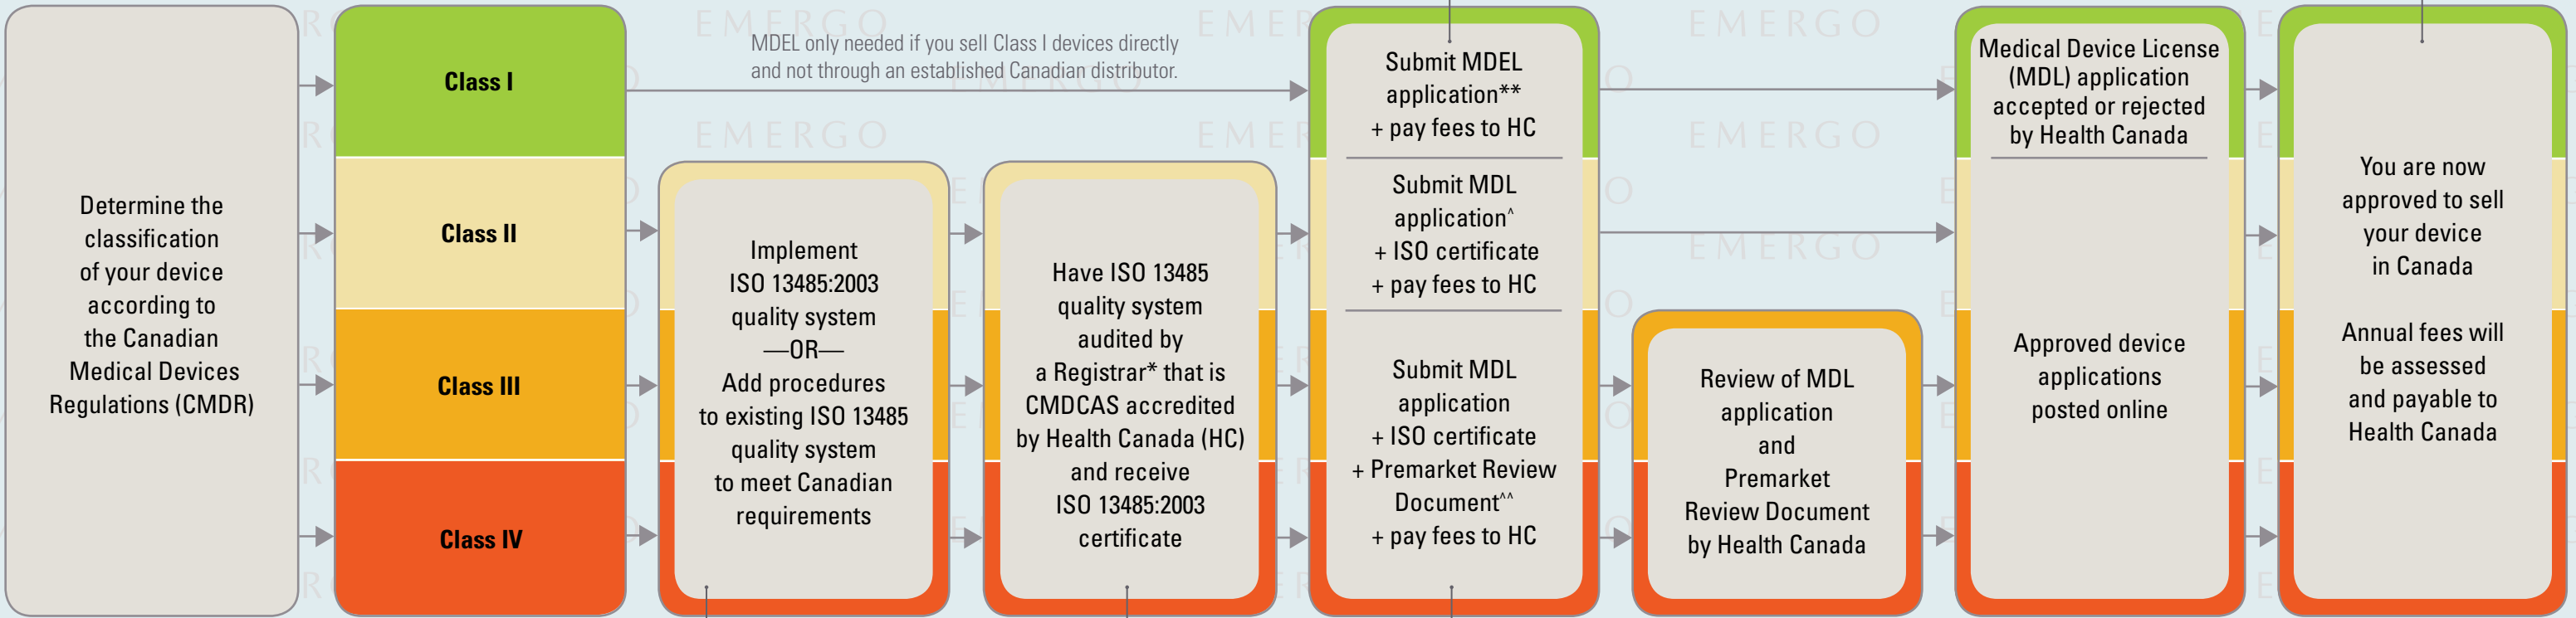 Determine the
classification
of your device
according to
the Canadian
Medical Devices
Regulations (CMDR)
Class I
Class II
Class III
Class IV
MDEL only needed if you sell Class I devices directly
and not through an established Canadian distributor.
Implement
ISO 13485:2003
quality system
—OR—
Add procedures
to existing ISO 13485
quality system
to meet Canadian
requirements
Have ISO 13485
quality system
audited by
a Registrar* that is
CMDCAS accredited
by Health Canada (HC)
and receive
ISO 13485:2003
certificate
Submit MDEL
application**
+ pay fees to HC
Submit MDL
application^
+ ISO certificate
+ pay fees to HC
Submit MDL
application
+ ISO certificate
+ Premarket Review
Document^^
+ pay fees to HC
Review of MDL
application
and
Premarket
Review Document
by Health Canada
Medical Device License
(MDL) application
accepted or rejected
by Health Canada
Approved device
applications
posted online
You are now
approved to sell
your device
in Canada
Annual fees will
be assessed
and payable to
Health Canada
EMERGO
EMERGO
EMERGO
EMERGO
EMERGO
EMERGO
EMERGO